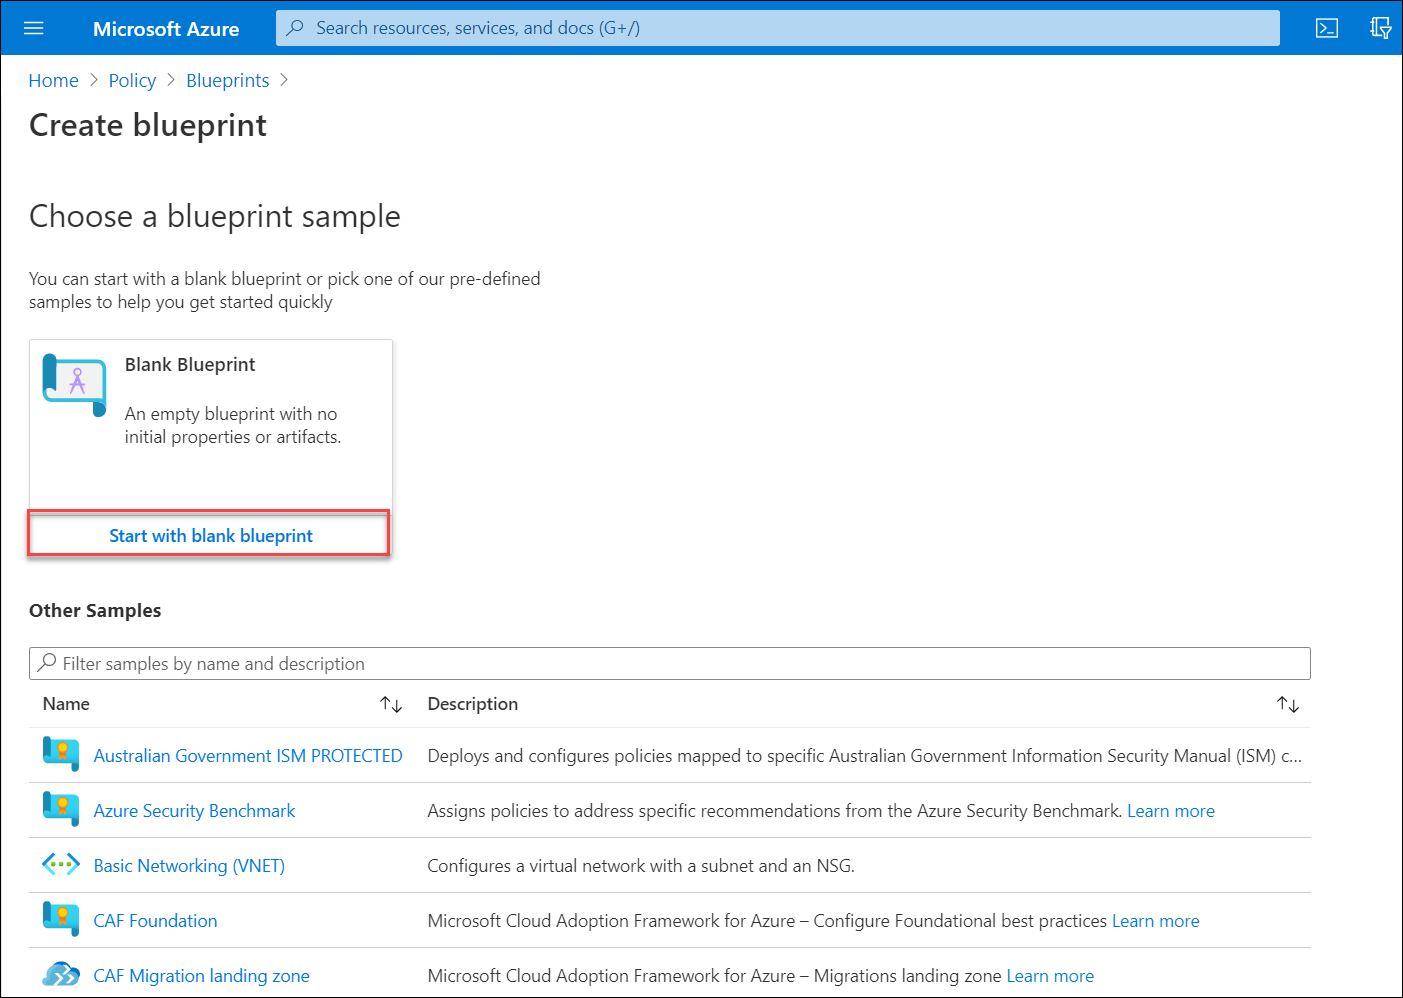 Microsoft Azure
Search resources, services, and docs (G+/)
Home > Policy > Blueprints >
Create blueprint
Choose a blueprint sample
You can start with a blank blueprint or pick one of our pre-defined
samples to help you get started quickly
Blank Blueprint
An empty blueprint with no
initial properties or artifacts.
Start with blank blueprint
Other Samples
Filter samples by name and description
Name Description
Australian Government ISM PROTECTED Deploys and configures policies mapped to specific Australian Government Information Security Manual (ISM) c...
Azure Security Benchmark Assigns policies to address specific recommendations from the Azure Security Benchmark. Learn more
Basic Networking (VNET) Configures a virtual network with a subnet and an NSG.
CAF Foundation Microsoft Cloud Adoption Framework for Azure – Configure Foundational best practices Learn more
CAF Migration landing zone Microsoft Cloud Adoption Framework for Azure – Migrations landing zone Learn more